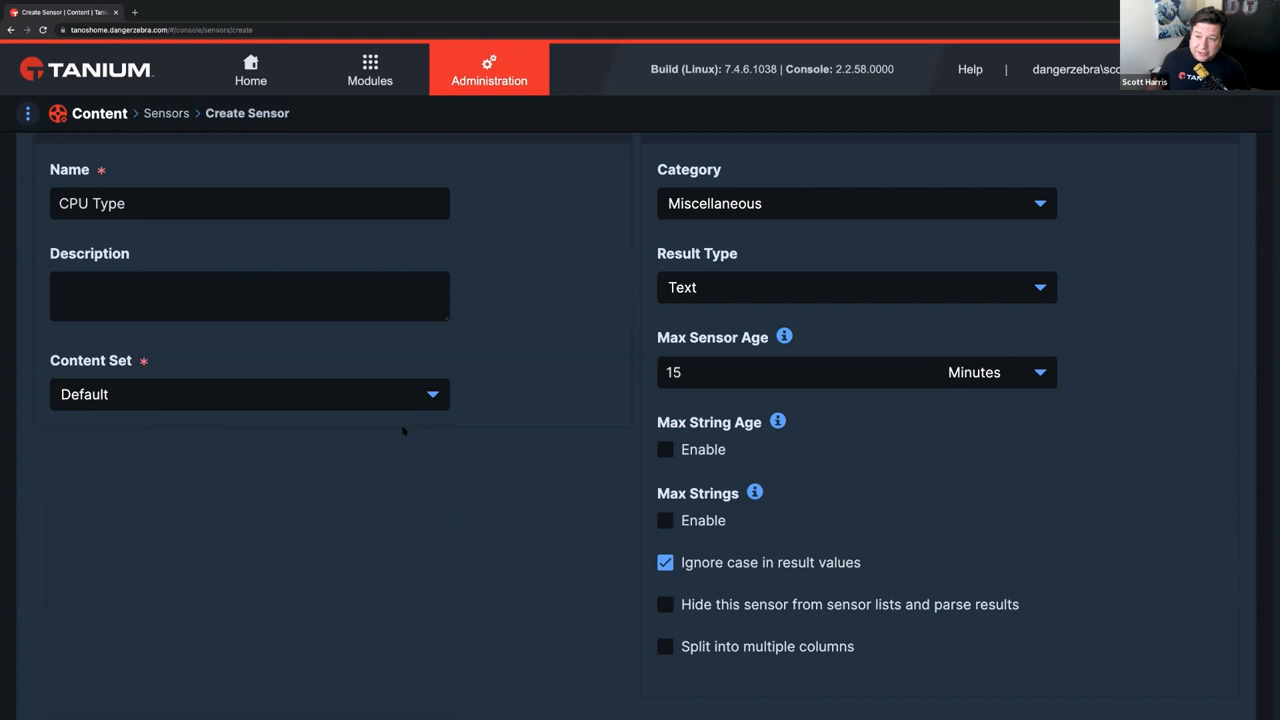 Create Sensor | Content | Tani
tanoshome.dangerzebra.com/#/console/sensors/create
TANIUM
Home
Modules
Administration
Build (Linux): 7.4.6.1038 | Console: 2.2.58.0000
Help
|
dangerzebra\sco
Scott Harris
Content > Sensors > Create Sensor
Name *
CPU Type
Description
Content Set *
Default
Category
Miscellaneous
Result Type
Text
Max Sensor Age
15 Minutes
Max String Age
Enable
Max Strings
Enable
Ignore case in result values
Hide this sensor from sensor lists and parse results
Split into multiple columns